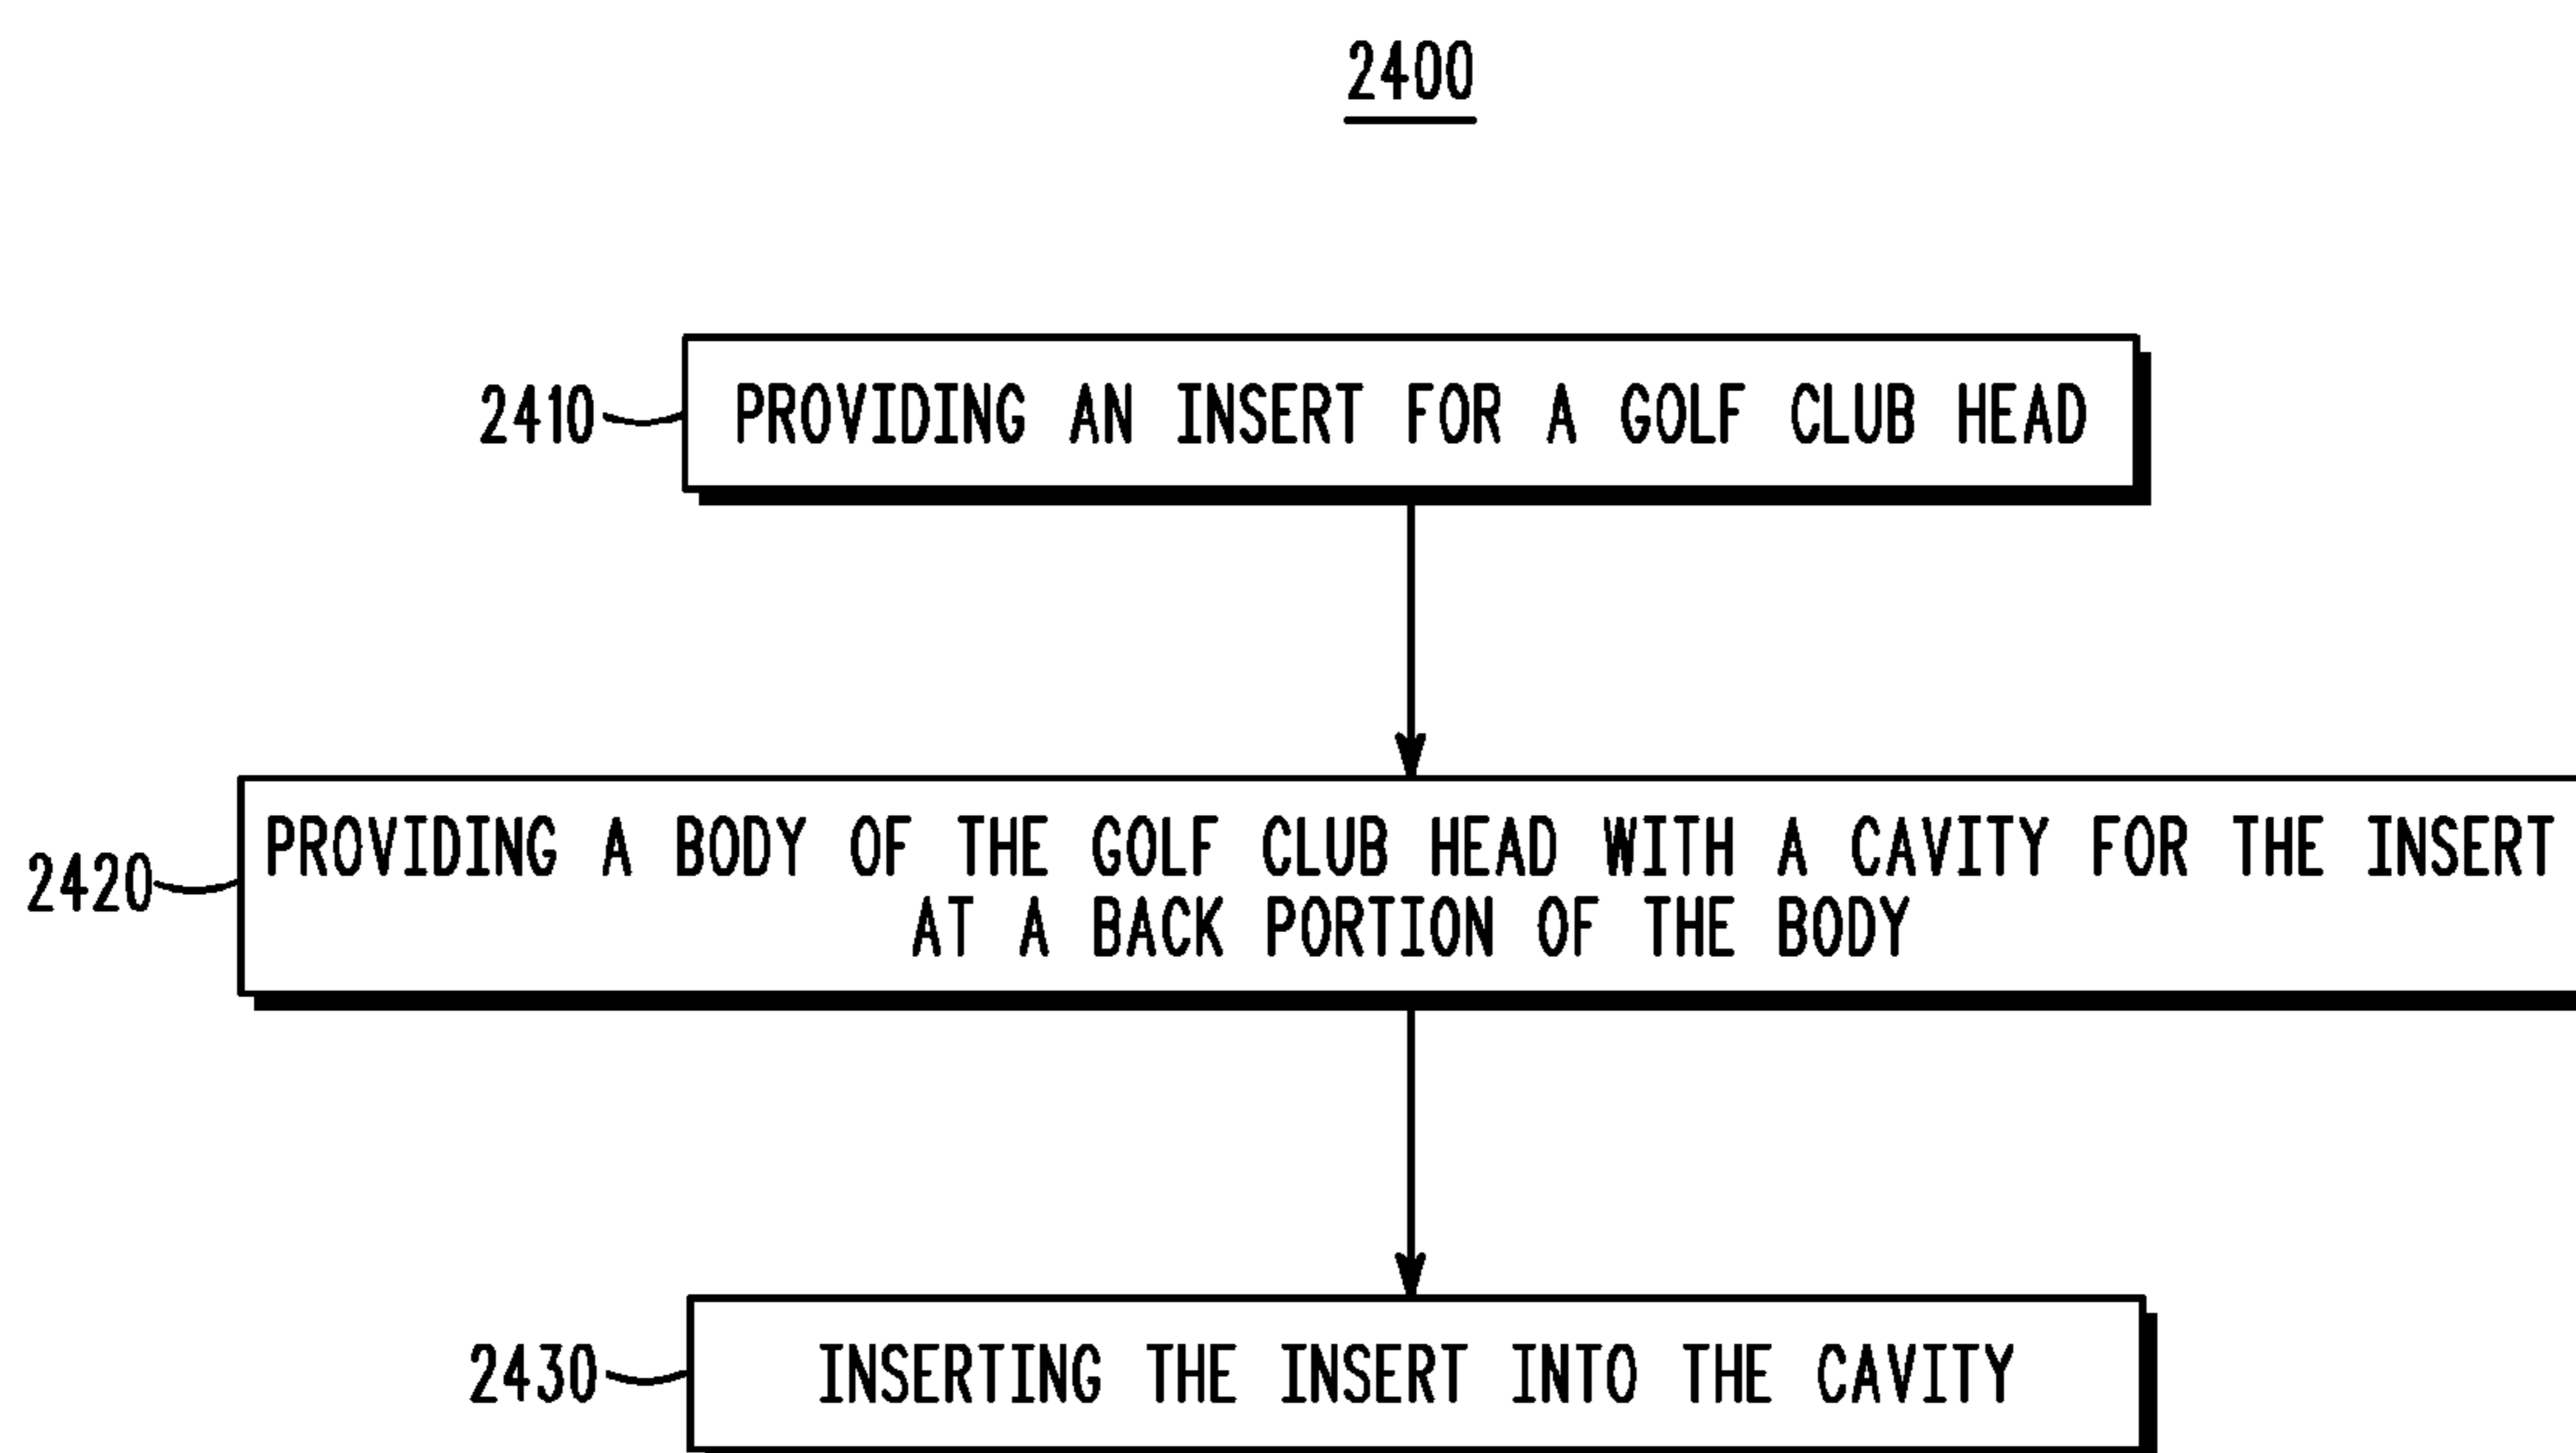 2400
2410
PROVIDING AN INSERT FOR A GOLF CLUB HEAD
2420
PROVIDING A BODY OF THE GOLF CLUB HEAD WITH A CAVITY FOR THE INSERT
AT A BACK PORTION OF THE BODY
2430
INSERTING THE INSERT INTO THE CAVITY